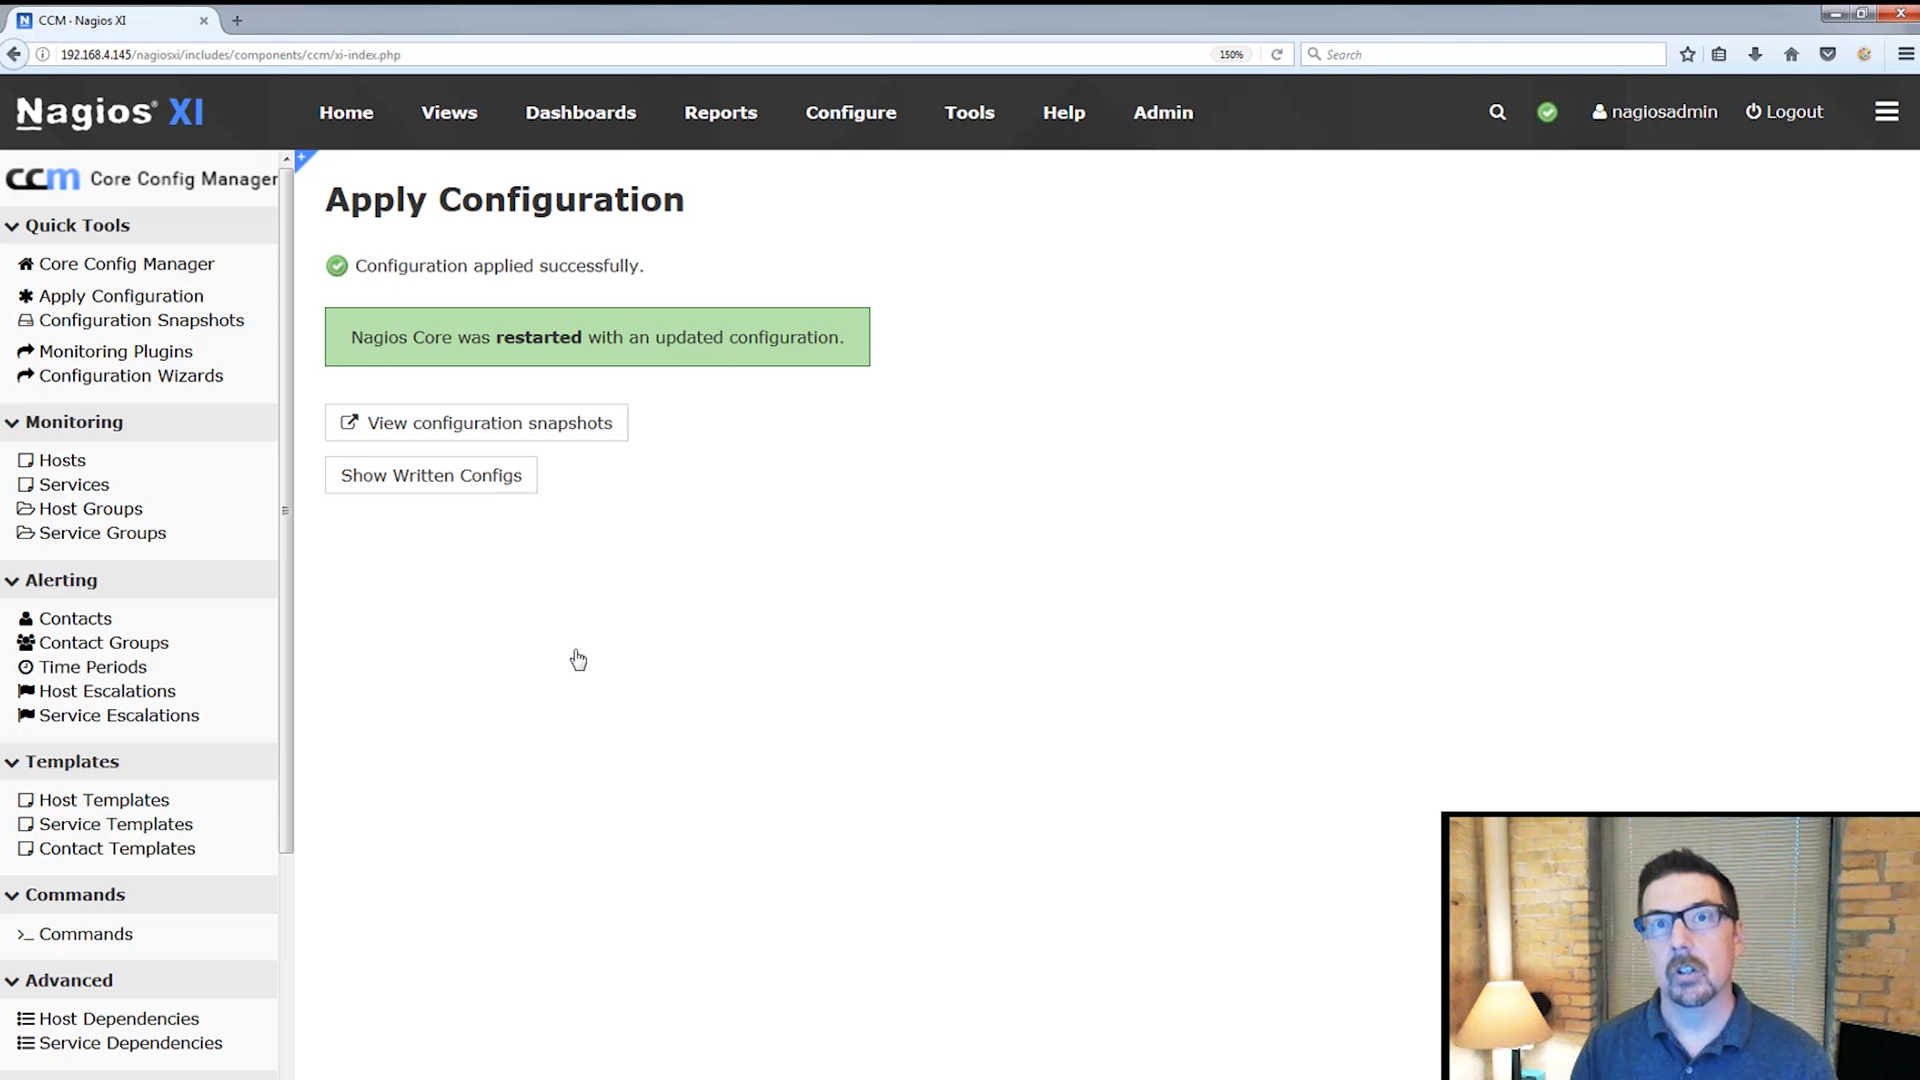 CCM · Nagios XI
192.168.4.145/nagiosxi/includes/components/ccm/xi-index.php
150%
Search
Nagios® XI
Home
Views
Dashboards
Reports
Configure
Tools
Help
Admin
nagiosadmin
Logout
ccm Core Config Manager
Quick Tools
Core Config Manager
Apply Configuration
Configuration Snapshots
Monitoring Plugins
Configuration Wizards
Monitoring
Hosts
Services
Host Groups
Service Groups
Alerting
Contacts
Contact Groups
Time Periods
Host Escalations
Service Escalations
Templates
Host Templates
Service Templates
Contact Templates
Commands
>_ Commands
Advanced
Host Dependencies
Service Dependencies
Apply Configuration
Configuration applied successfully.
Nagios Core was restarted with an updated configuration.
View configuration snapshots
Show Written Configs